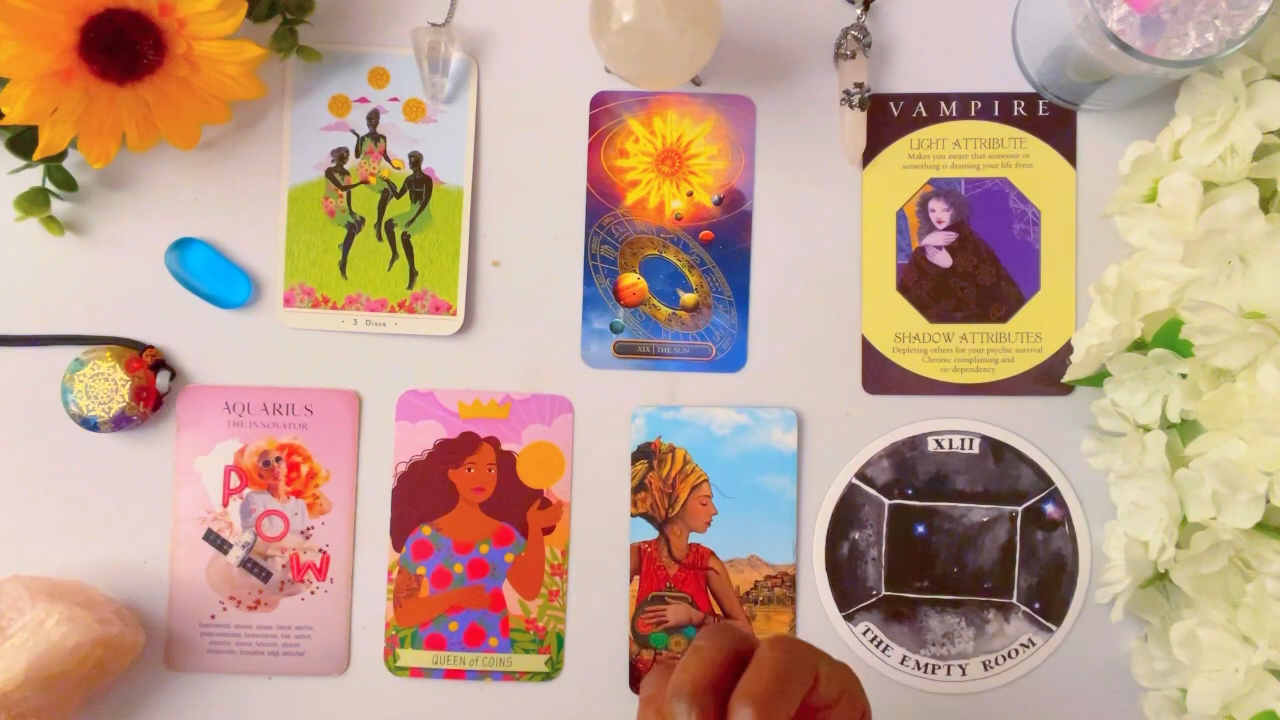 • 3 Discs •
XIX THE SUN
VAMPIRE
LIGHT ATTRIBUTE
Makes you aware that someone or
something is draining your life force
SHADOW ATTRIBUTES
Depleting others for your psychic survival
Chronic complaining and
co-dependency.
AQUARIUS
THE INNOVATOR
P
O
W
QUEEN of COINS
XLII
THE EMPTY ROOM